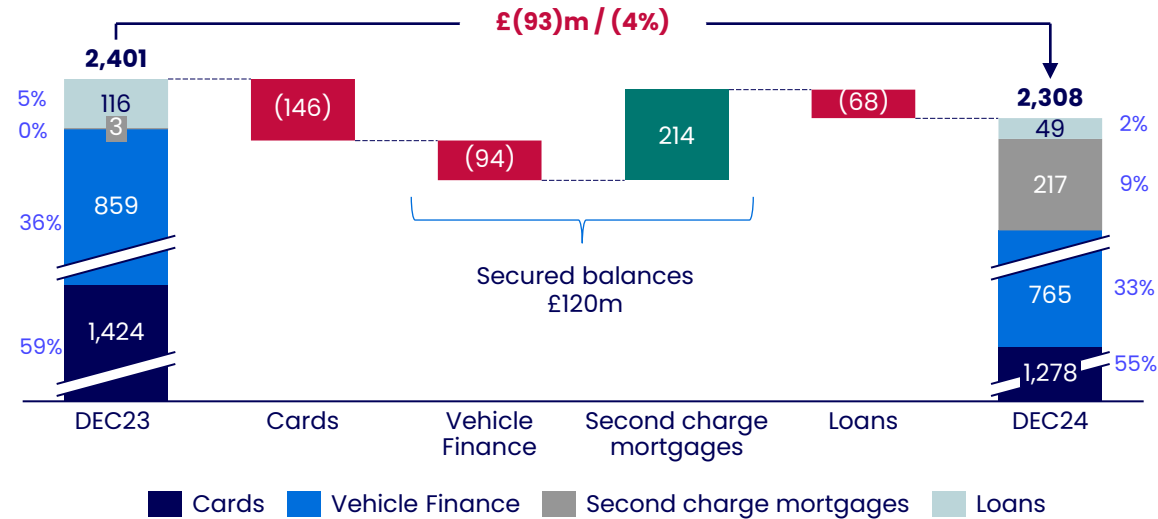 £(93)m / (4%)
2,401
5%
116
0%
3
859
36%
1,424
59%
(146)
(94)
214
(68)
2,308
49
2%
217
9%
765
33%
1,278
55%
Secured balances
£120m
DEC23
Cards
Vehicle
Finance
Second charge
mortgages
Loans
DEC24
Cards
Vehicle Finance
Second charge mortgages
Loans